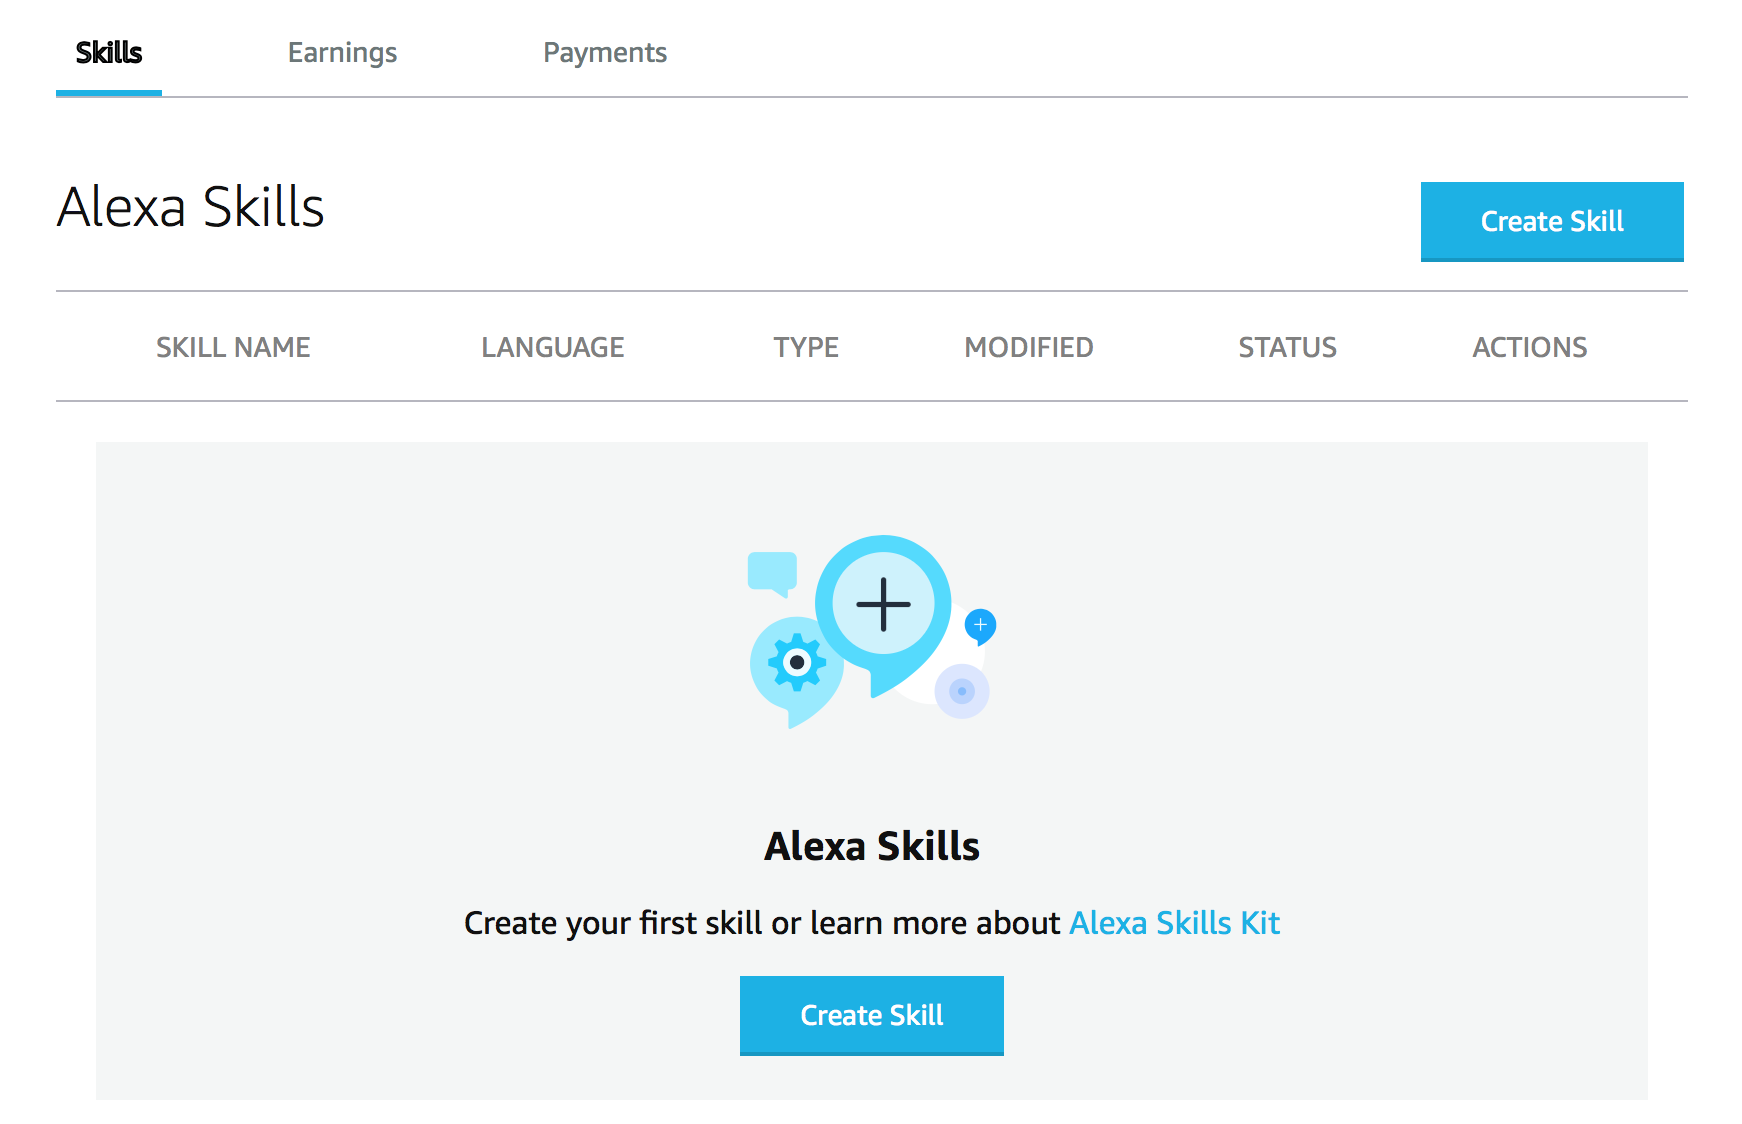 Skills Earnings Payments
Alexa Skills
Create Skill
SKILL NAME LANGUAGE TYPE MODIFIED STATUS ACTIONS
Alexa Skills
Create your first skill or learn more about Alexa Skills Kit
Create Skill